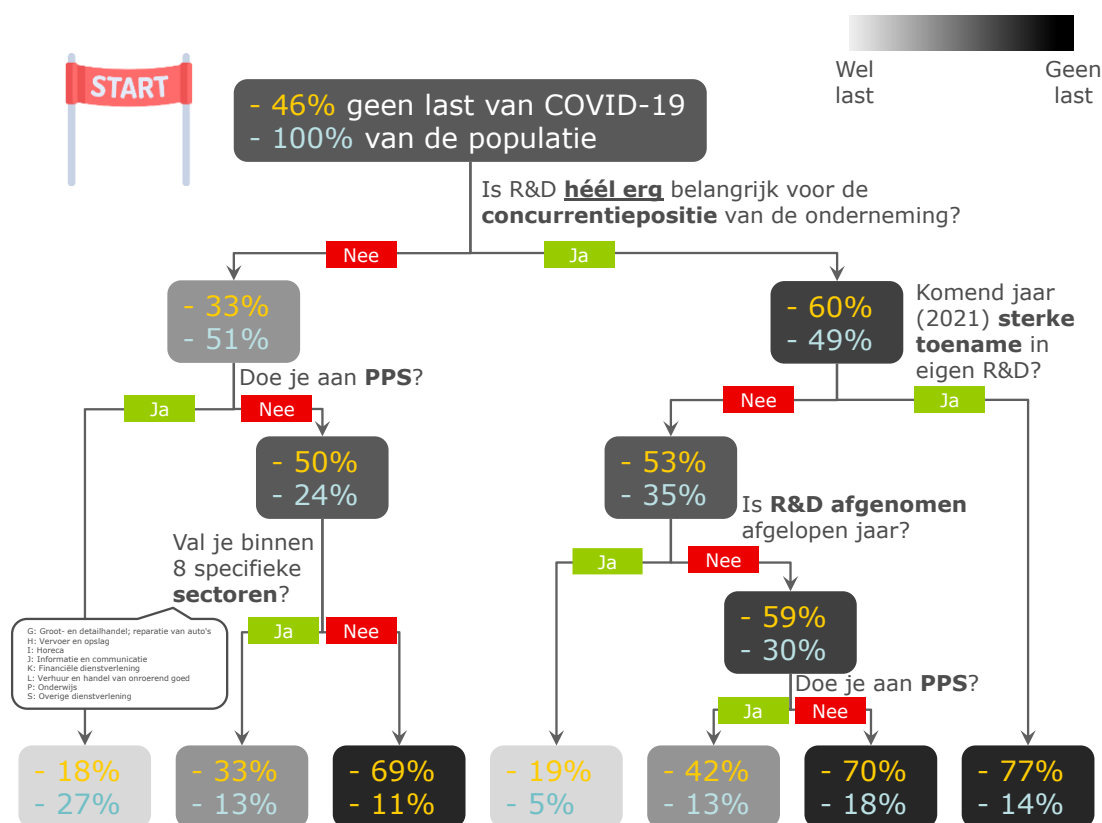 START
Wel
last
Geen
last
- 46% geen last van COVID-19
- 100% van de populatie
Is R&D héél erg belangrijk voor de
concurrentiepositie van de onderneming?
Nee
Ja
- 33%
- 51%
- 60%
- 49%
Komend jaar
(2021) sterke
toename in
eigen R&D?
Doe je aan PPS?
Ja
Nee
Nee
Ja
- 50%
- 24%
- 53%
- 35%
Is R&D afgenomen
afgelopen jaar?
Val je binnen
8 specifieke
sectoren?
Ja
Nee
G: Groot- en detailhandel; reparatie van auto's
H: Vervoer en opslag
I: Horeca
J: Informatie en communicatie
K: Financiële dienstverlening
L: Verhuur en handel van onroerend goed
P: Onderwijs
S: Overige dienstverlening
Ja
Nee
- 59%
- 30%
Doe je aan PPS?
Ja
Nee
- 18%
- 27%
- 33%
- 13%
- 69%
- 11%
- 19%
- 5%
- 42%
- 13%
- 70%
- 18%
- 77%
- 14%